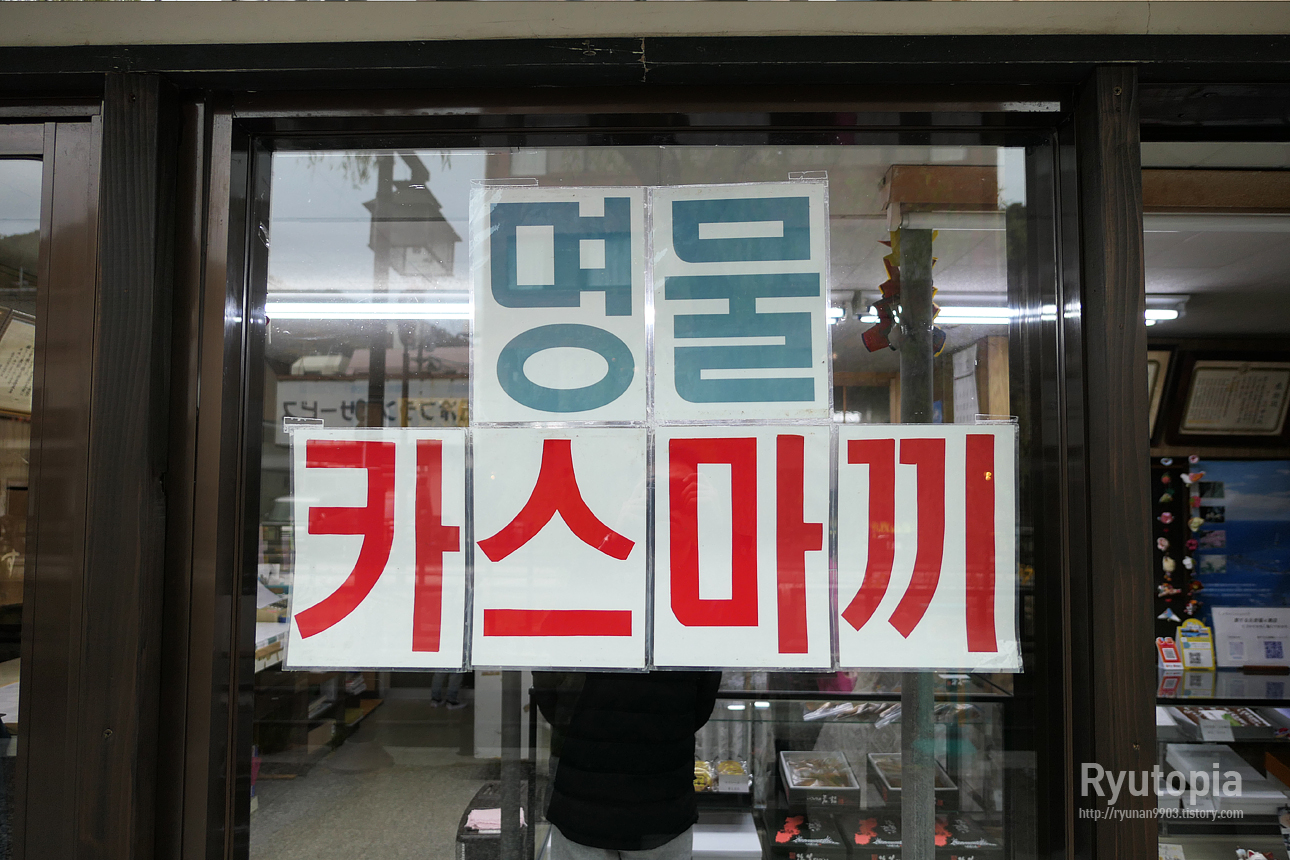 명물
카스마끼
Ryutopia
http://ryunan9903.tistory.com